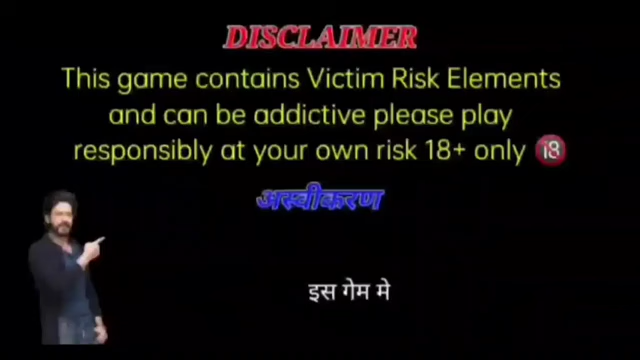 DISCLAIMER
This game contains Victim Risk Elements
and can be addictive please play
responsibly at your own risk 18+ only 🔞
अस्वीकरण
इस गेम मे